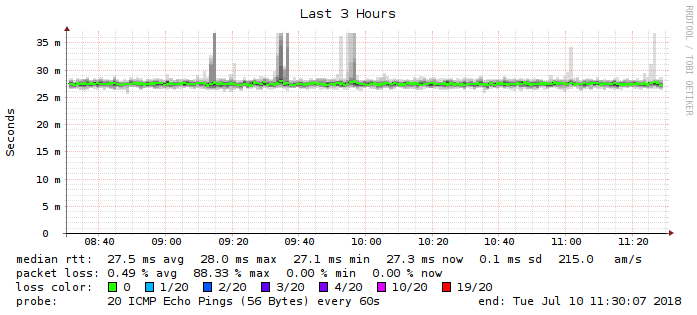 Last 3 Hours
RRDTOOL / TOBI OETIKER
Seconds
35 m
30 m
25 m
20 m
15 m
10 m
5 m
0
08:40 09:00 09:20 09:40 10:00 10:20 10:40 11:00 11:20
median rtt: 27.5 ms avg 28.0 ms max 27.1 ms min 27.3 ms now 0.1 ms sd 215.0 am/s
packet loss: 0.49 % avg 88.33 % max 0.00 % min 0.00 % now
loss color: 0 1/20 2/20 3/20 4/20 10/20 19/20
probe: 20 ICMP Echo Pings (56 Bytes) every 60s end: Tue Jul 10 11:30:07 2018